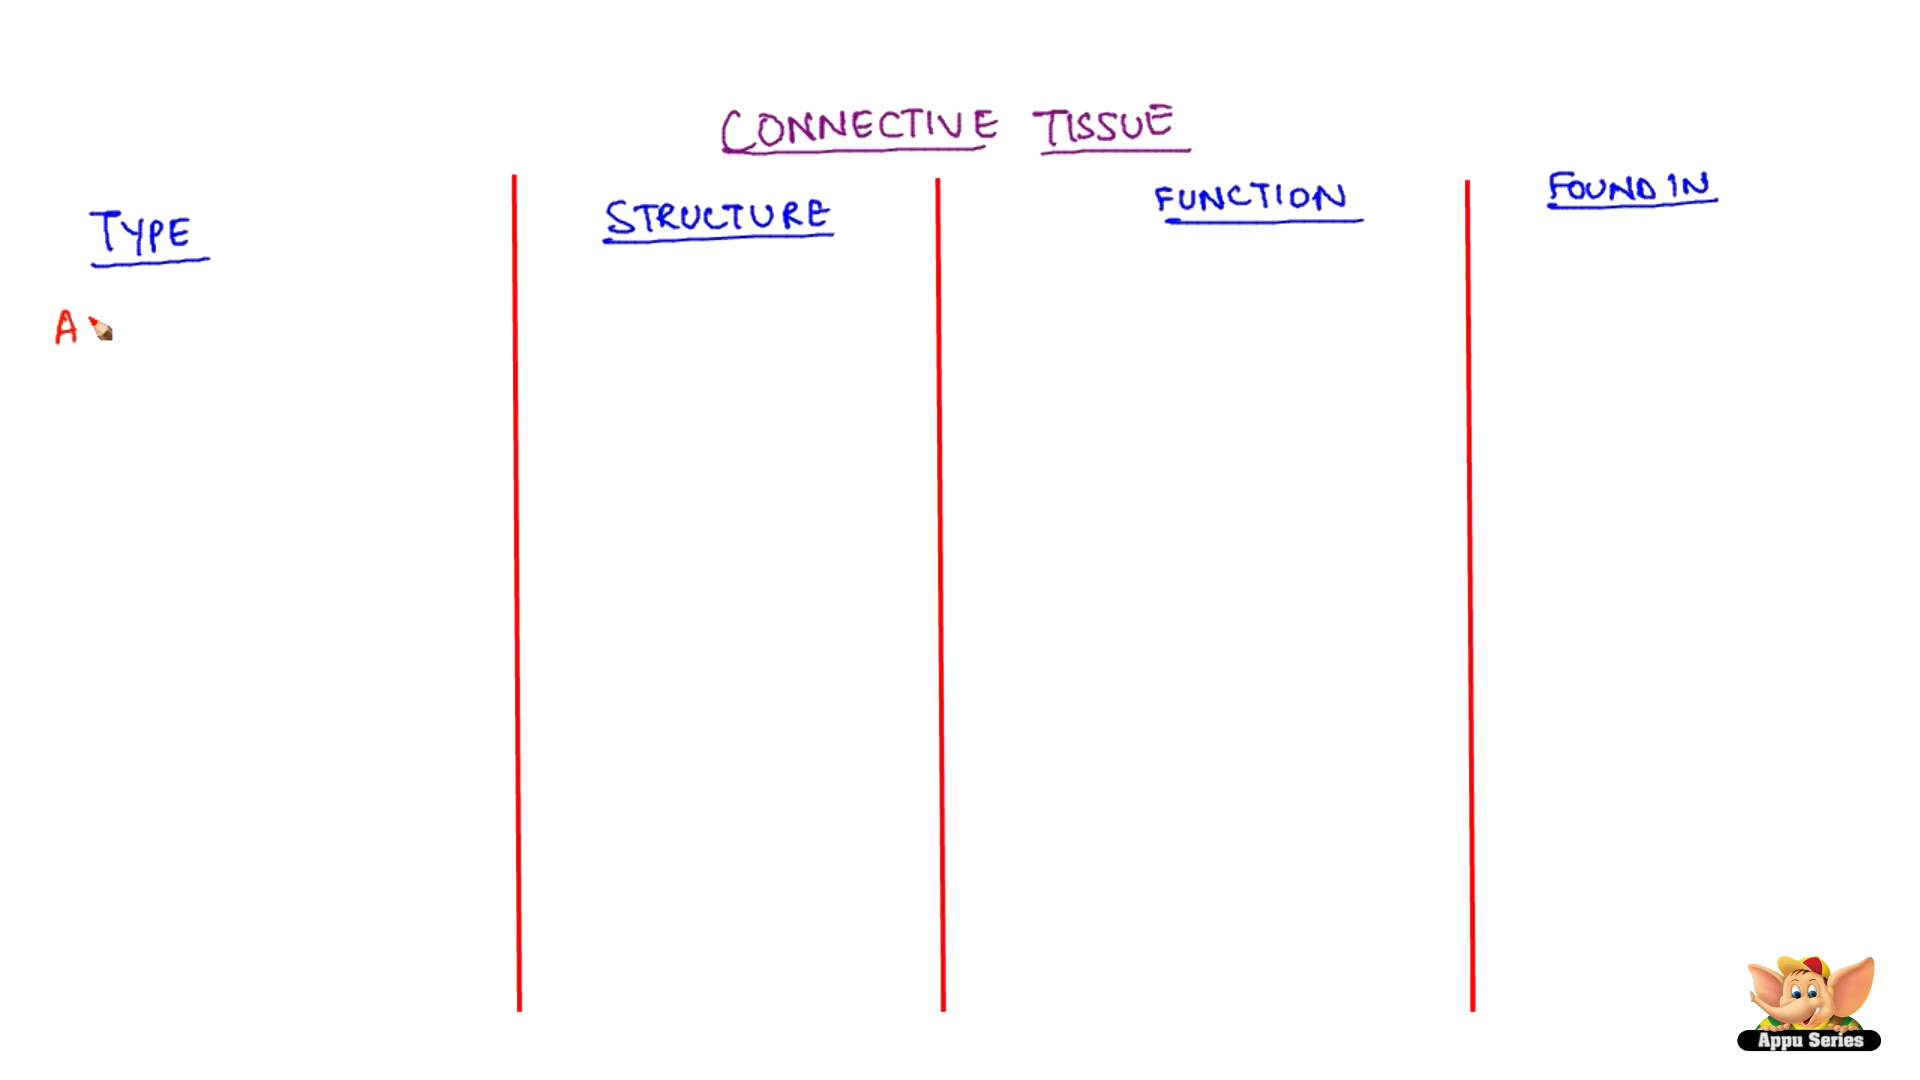 CONNECTIVE TISSUE
TYPE
STRUCTURE
FUNCTION
FOUND IN
A
Appu Series